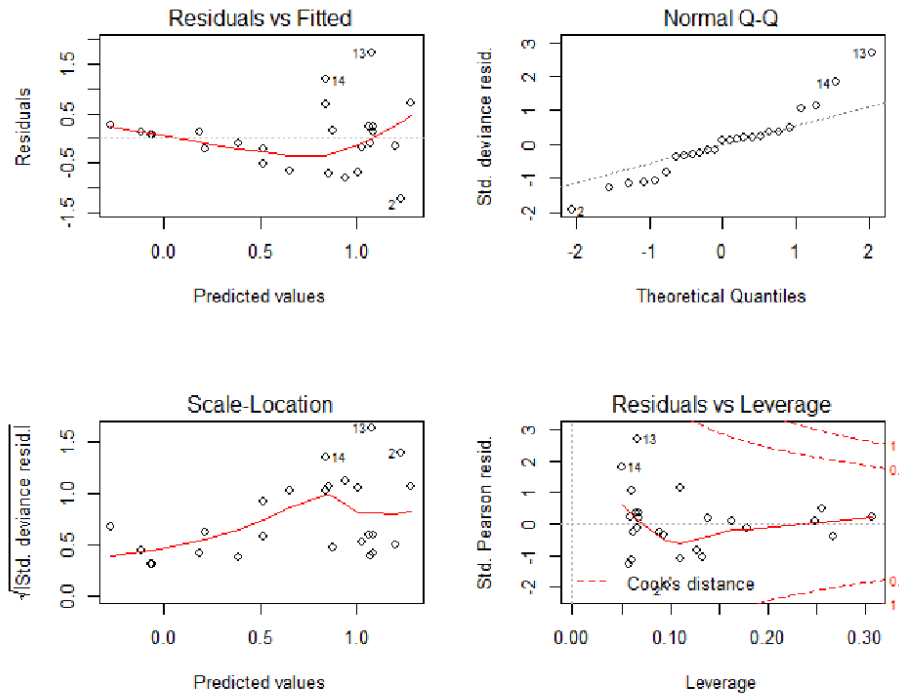 Residuals vs Fitted
Residuals
1.5
0.5
-0.5
-1.5
13
14
2
0.0 0.5 1.0
Predicted values
Normal Q-Q
Std. deviance resid.
3
2
1
0
-1
-2
13
14
2
-2 -1 0 1 2
Theoretical Quantiles
Scale-Location
√|Std. deviance resid.|
1.5
1.0
0.5
0.0
13
2
14
0.0 0.5 1.0
Predicted values
Residuals vs Leverage
Std. Pearson resid.
3
2
1
0
-1
-2
13
14
2
1
0.
0.
1
Cook's distance
0.00 0.10 0.20 0.30
Leverage